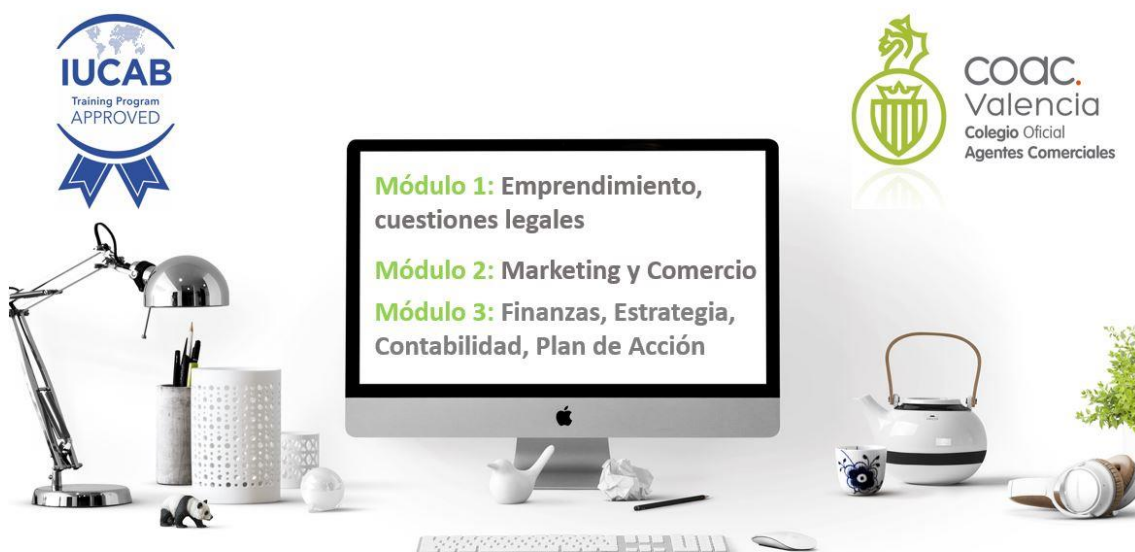 IUCAB
Training Program
APPROVED
coac.
Valencia
Colegio Oficial
Agentes Comerciales
Módulo 1: Emprendimiento,
cuestiones legales
Módulo 2: Marketing y Comercio
Módulo 3: Finanzas, Estrategia,
Contabilidad, Plan de Acción